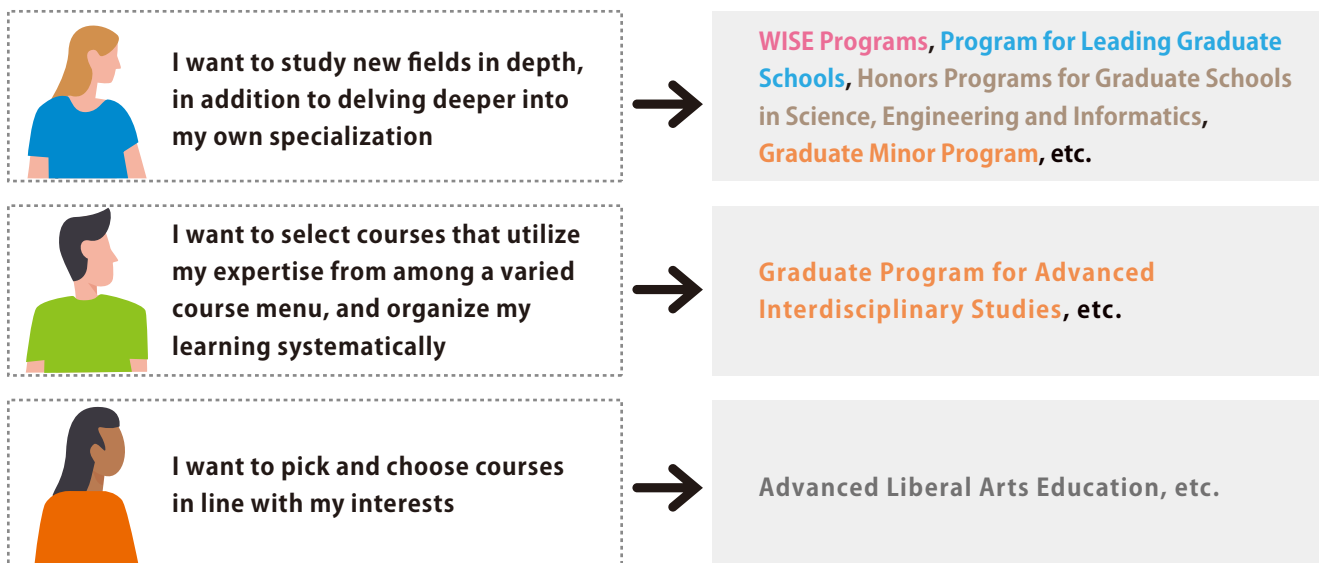 I want to study new fields in depth,
in addition to delving deeper into
my own specialization
WISE Programs, Program for Leading Graduate
Schools, Honors Programs for Graduate Schools
in Science, Engineering and Informatics,
Graduate Minor Program, etc.
I want to select courses that utilize
my expertise from among a varied
course menu, and organize my
learning systematically
Graduate Program for Advanced
Interdisciplinary Studies, etc.
I want to pick and choose courses
in line with my interests
Advanced Liberal Arts Education, etc.